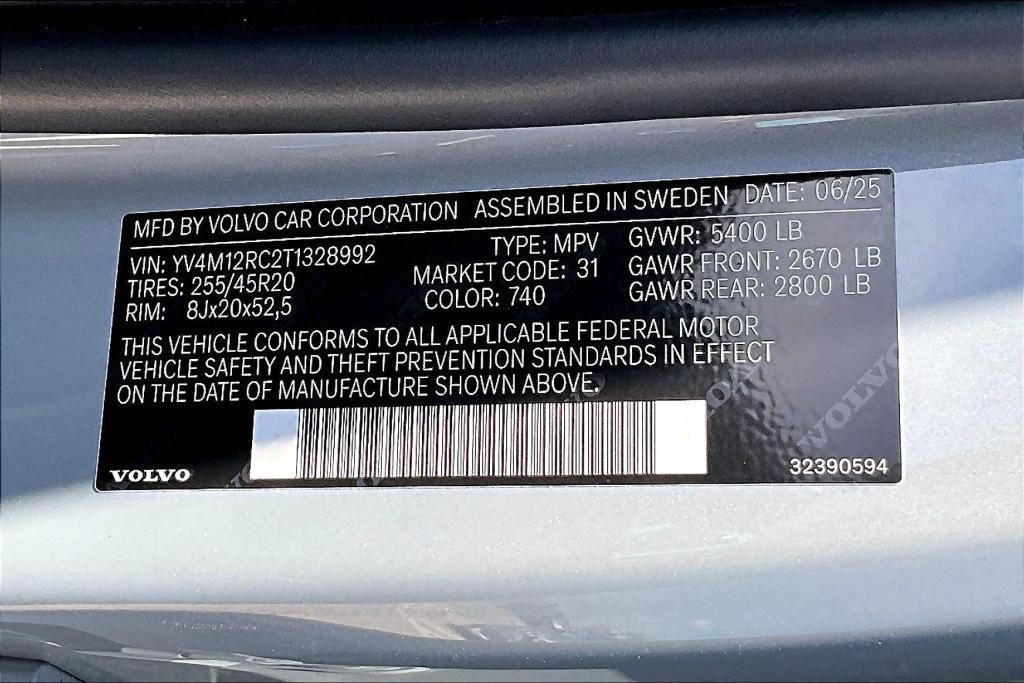 MFD BY VOLVO CAR CORPORATION ASSEMBLED IN SWEDEN DATE: 06/25
VIN: YV4M12RC2T1328992 TYPE: MPV GVWR: 5400 LB
TIRES: 255/45R20 MARKET CODE: 31 GAWR FRONT: 2670 LB
RIM: 8Jx20x52,5 COLOR: 740 GAWR REAR: 2800 LB
THIS VEHICLE CONFORMS TO ALL APPLICABLE FEDERAL MOTOR
VEHICLE SAFETY AND THEFT PREVENTION STANDARDS IN EFFECT
ON THE DATE OF MANUFACTURE SHOWN ABOVE.
VOLVO
VOLVO 32390594